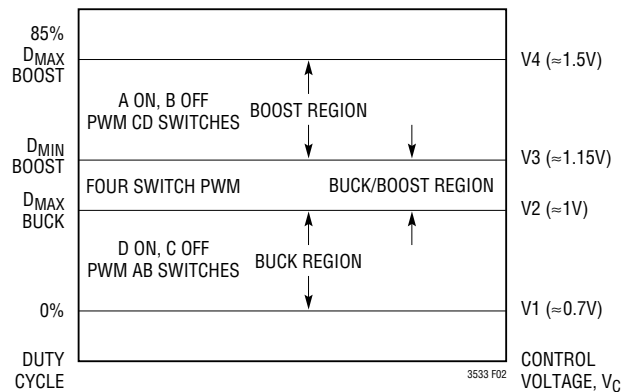 85%
DMAX
BOOST
V4 (≈1.5V)
A ON, B OFF
PWM CD SWITCHES
BOOST REGION
DMIN
BOOST
V3 (≈1.15V)
FOUR SWITCH PWM
BUCK/BOOST REGION
DMAX
BUCK
V2 (≈1V)
D ON, C OFF
PWM AB SWITCHES
BUCK REGION
0%
V1 (≈0.7V)
DUTY
CYCLE
3533 F02
CONTROL
VOLTAGE, VC